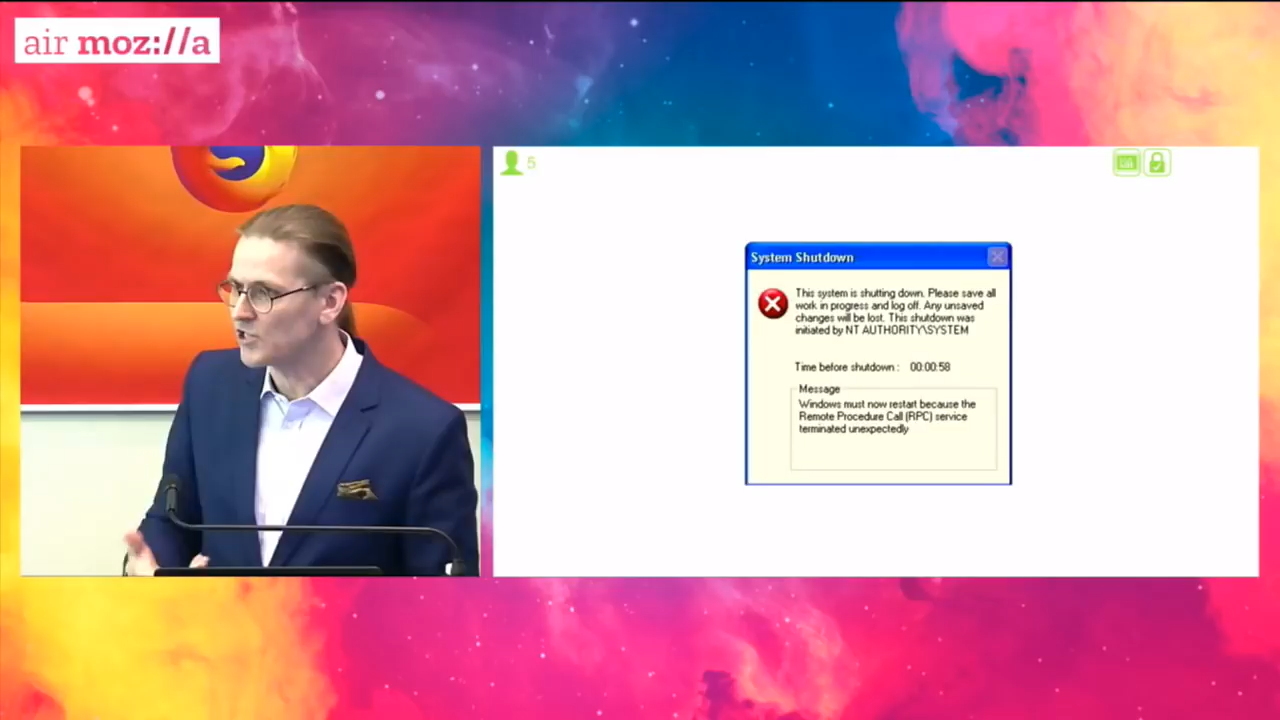 air moz://a
5
System Shutdown
This system is shutting down. Please save all
work in progress and log off. Any unsaved
changes will be lost. This shutdown was
initiated by NT AUTHORITY\SYSTEM
Time before shutdown : 00:00:58
Message
Windows must now restart because the
Remote Procedure Call (RPC) service
terminated unexpectedly